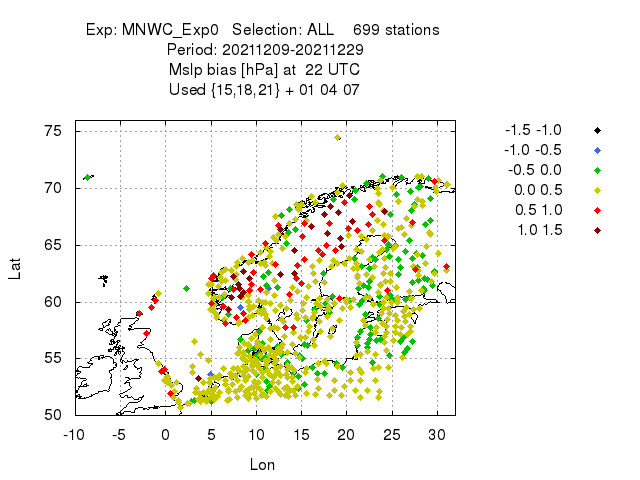 Exp: MNWC_Exp0 Selection: ALL 699 stations
Period: 20211209-20211229
Mslp bias [hPa] at 22 UTC
Used {15,18,21} + 01 04 07
-1.5 -1.0
-1.0 -0.5
-0.5 0.0
0.0 0.5
0.5 1.0
1.0 1.5
Lat
75
70
65
60
55
50
-10 -5 0 5 10 15 20 25 30
Lon